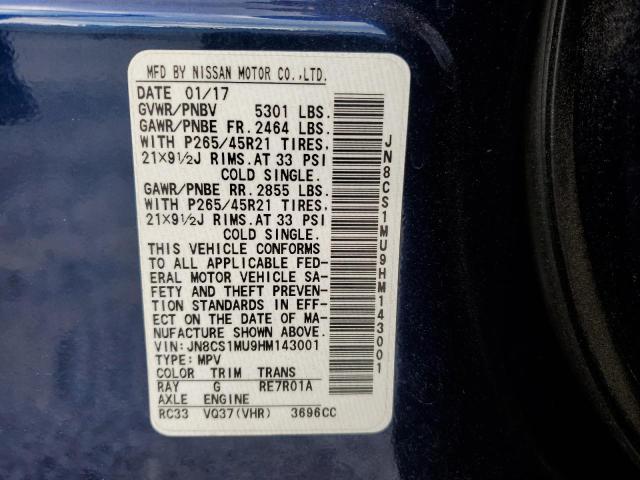 MFD BY NISSAN MOTOR CO.,LTD.
DATE 01/17
GVWR/PNBV 5301 LBS.
GAWR/PNBE FR. 2464 LBS.
WITH P265/45R21 TIRES.
21X9½J RIMS. AT 33 PSI
COLD SINGLE.
GAWR/PNBE RR. 2855 LBS.
WITH P265/45R21 TIRES.
21X9½J RIMS. AT 33 PSI
COLD SINGLE.
THIS VEHICLE CONFORMS
TO ALL APPLICABLE FED-
ERAL MOTOR VEHICLE SA-
FETY AND THEFT PREVEN-
TION STANDARDS IN EFF-
ECT ON THE DATE OF MA-
NUFACTURE SHOWN ABOVE.
VIN: JN8CS1MU9HM143001
TYPE: MPV
COLOR TRIM TRANS
RAY G RE7R01A
AXLE ENGINE
RC33 VQ37(VHR) 3696CC
JN8CS1MU9HM143001